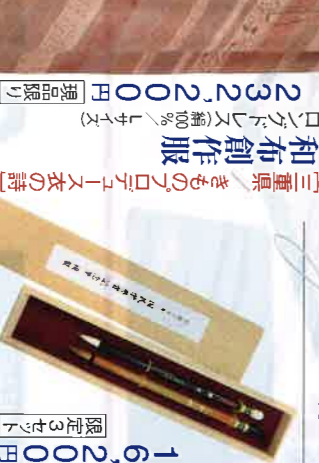 16,200円
限定3セット
[三重県/きものプロデュース衣の詩]
和布創作服
ロングドレス(絹100%/Lサイズ)
232,200円 現品限り